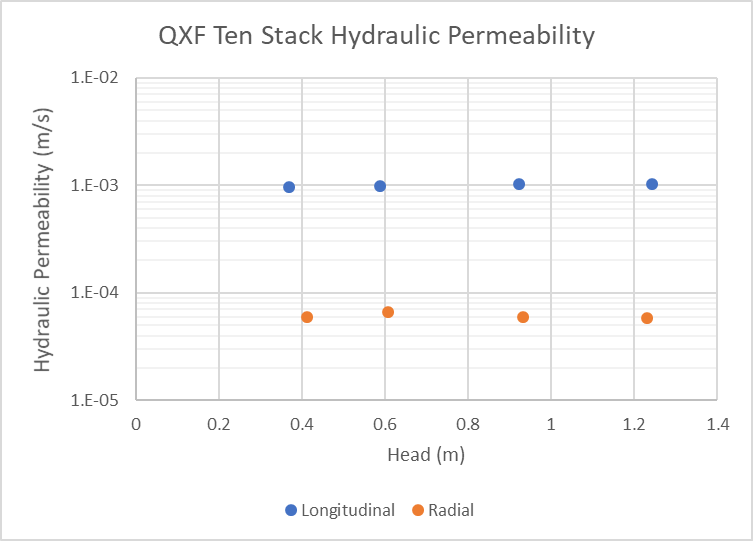 QXF Ten Stack Hydraulic Permeability
1.E-02
1.E-03
1.E-04
1.E-05
Hydraulic Permeability (m/s)
0 0.2 0.4 0.6 0.8 1 1.2 1.4
Head (m)
Longitudinal Radial